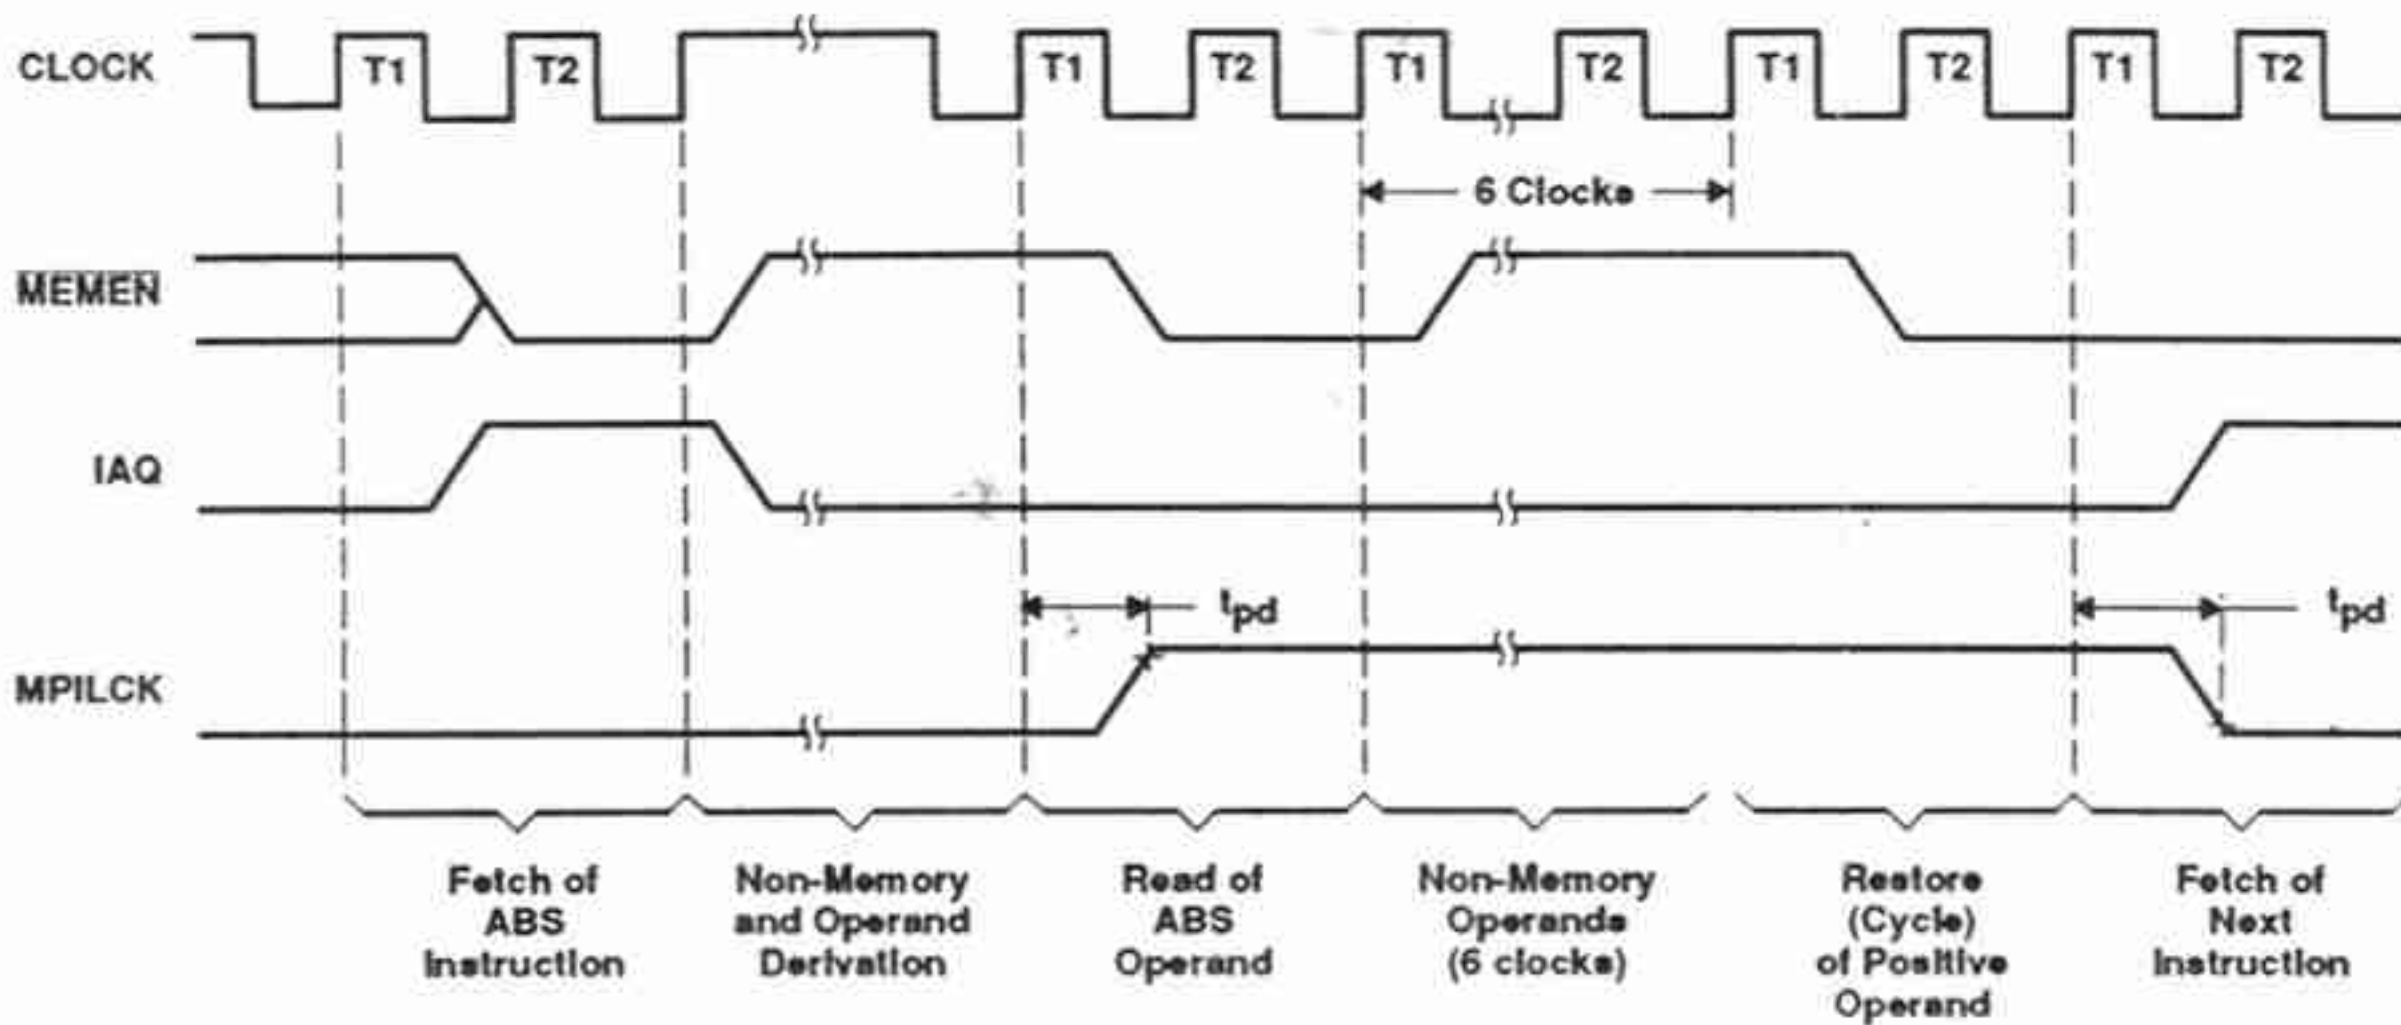 CLOCK
T1 T2 T1 T2 T1 T2 T1 T2 T1 T2
6 Clocks
MEMEN
IAQ
tpd tpd
MPILCK
Fetch of
ABS
Instruction
Non-Memory
and Operand
Derivation
Read of
ABS
Operand
Non-Memory
Operands
(6 clocks)
Restore
(Cycle)
of Positive
Operand
Fetch of
Next
Instruction